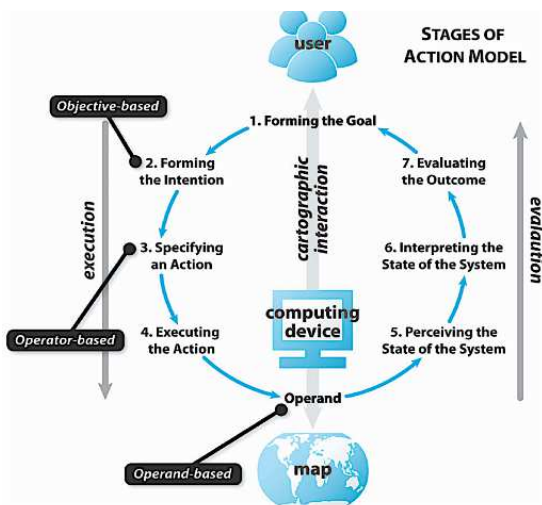 user
STAGES OF
ACTION MODEL
Objective-based
1. Forming the Goal
2. Forming
the Intention
7. Evaluating
the Outcome
execution
cartographic
interaction
evalaution
3. Specifying
an Action
6. Interpreting the
State of the System
computing
device
Operator-based
4. Executing
the Action
5. Perceiving the
State of the System
Operand
Operand-based
map